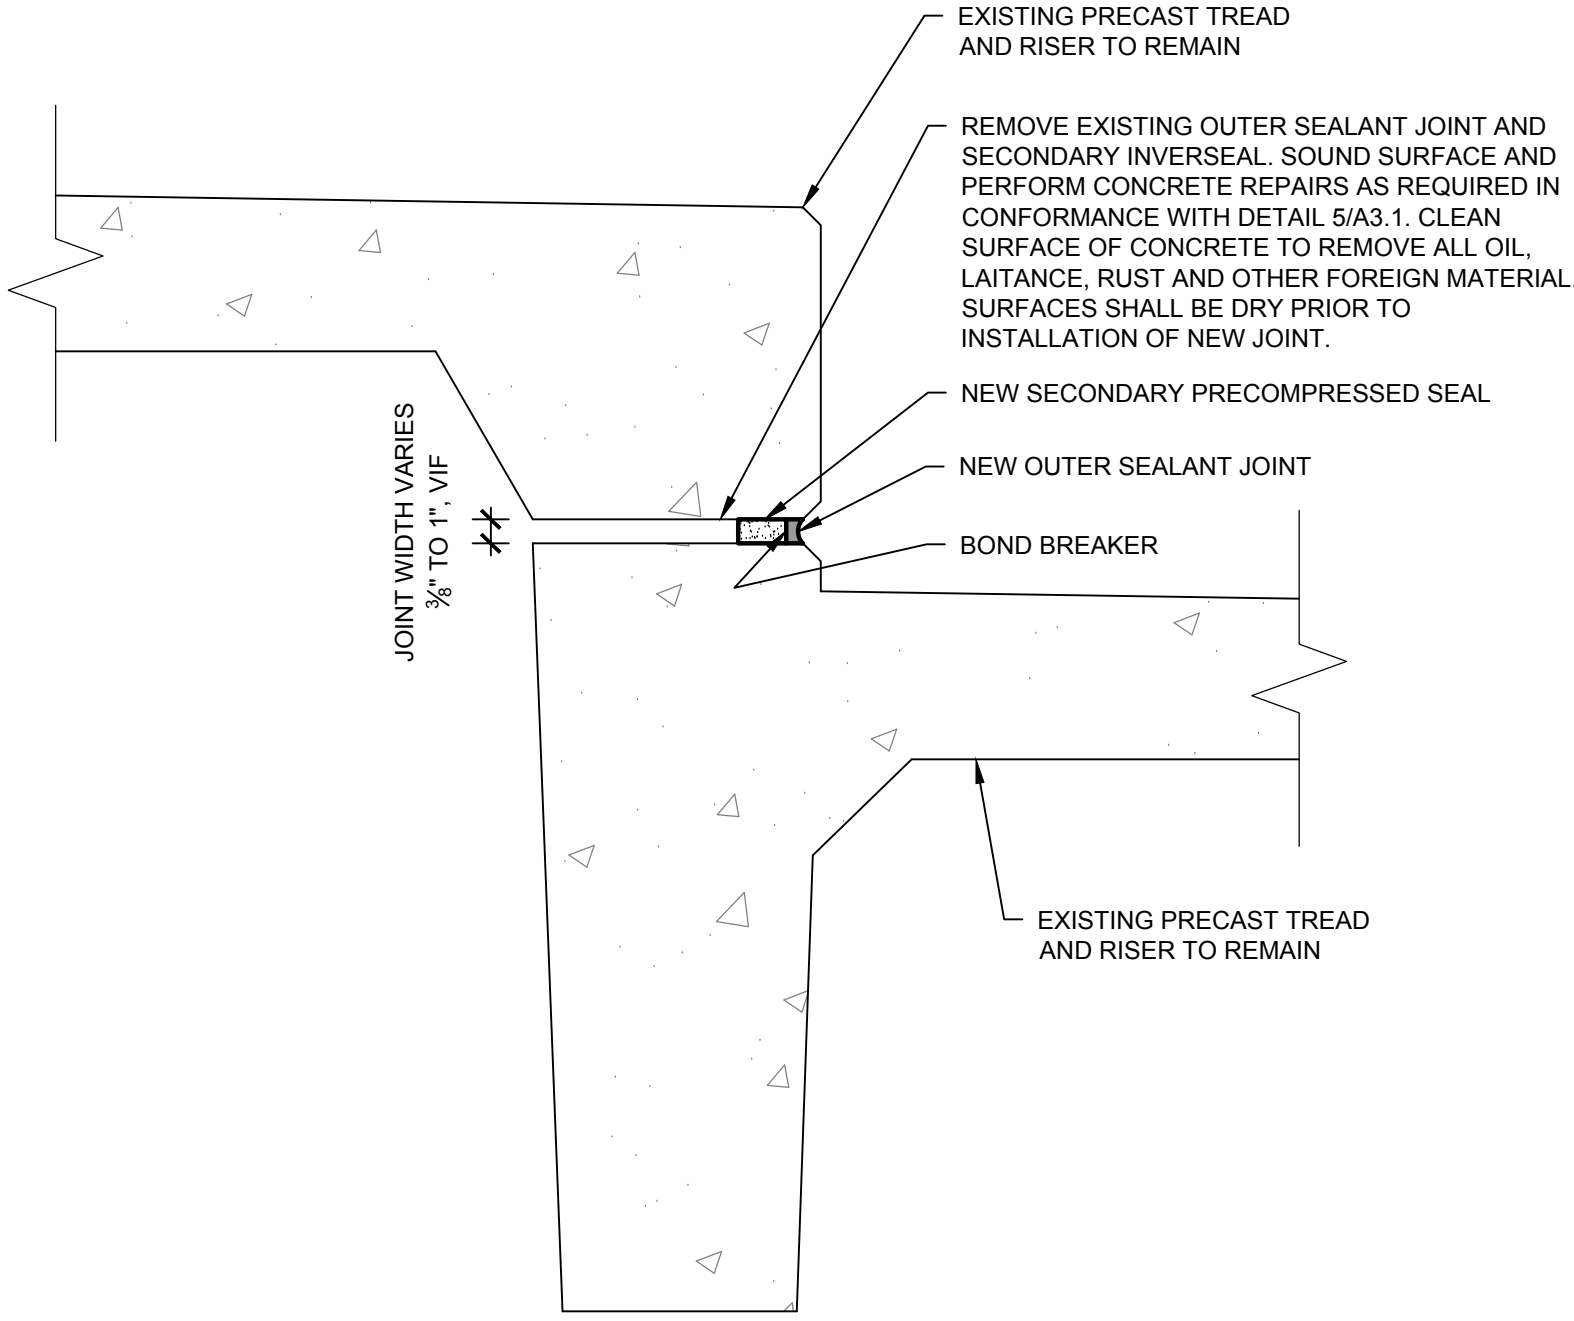 EXISTING PRECAST TREAD
AND RISER TO REMAIN
REMOVE EXISTING OUTER SEALANT JOINT AND
SECONDARY INVERSEAL. SOUND SURFACE AND
PERFORM CONCRETE REPAIRS AS REQUIRED IN
CONFORMANCE WITH DETAIL 5/A3.1. CLEAN
SURFACE OF CONCRETE TO REMOVE ALL OIL,
LAITANCE, RUST AND OTHER FOREIGN MATERIAL.
SURFACES SHALL BE DRY PRIOR TO
INSTALLATION OF NEW JOINT.
NEW SECONDARY PRECOMPRESSED SEAL
NEW OUTER SEALANT JOINT
BOND BREAKER
JOINT WIDTH VARIES
⅜" TO 1", VIF
EXISTING PRECAST TREAD
AND RISER TO REMAIN